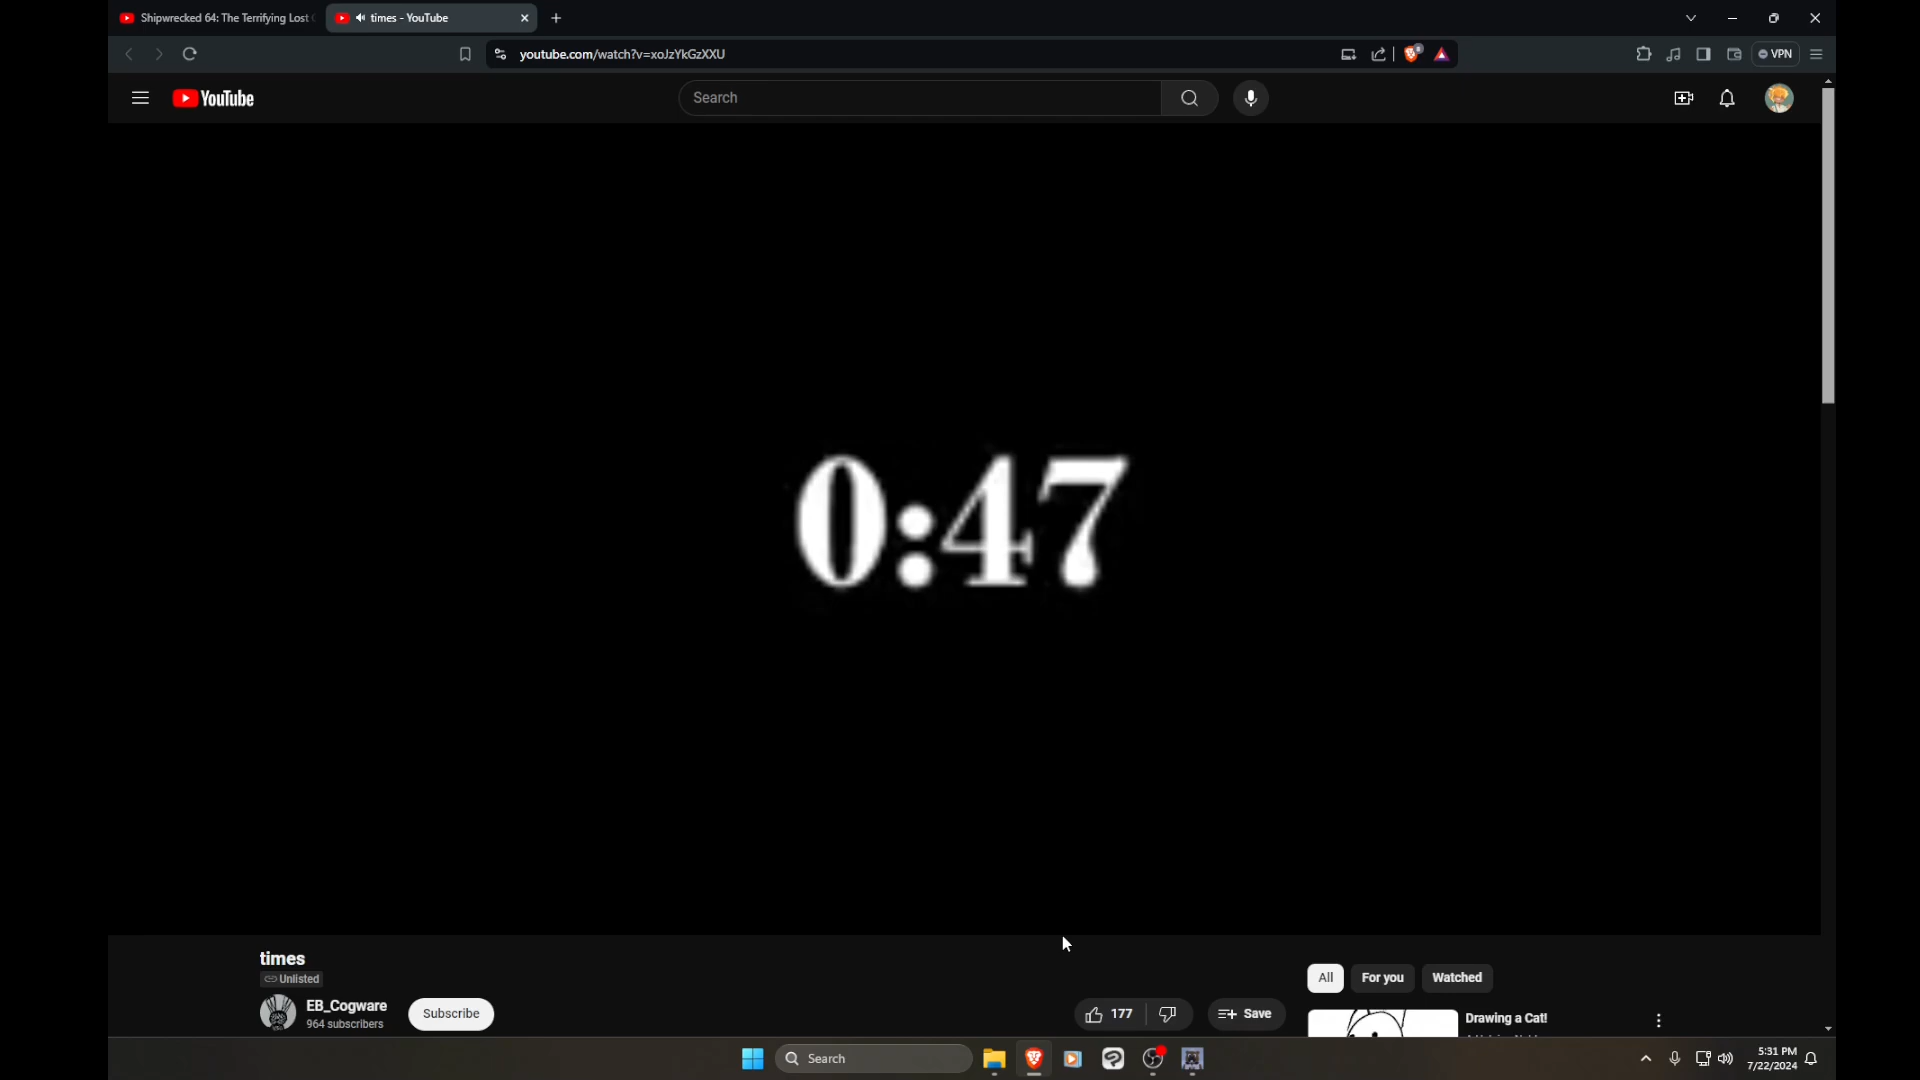 Shipwrecked 64: The Terrifying Lost
times - YouTube
youtube.com/watch?v=xoJzYkGzXXU
VPN
YouTube
Search
0:47
times
Unlisted
EB_Cogware
964 subscribers
Subscribe
177
Save
All
For you
Watched
Drawing a Cat!
Search
5:31 PM
7/22/2024